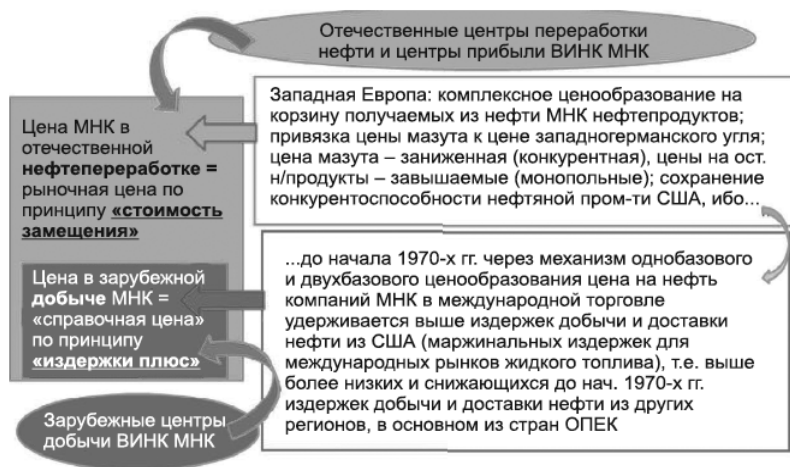 Отечественные центры переработки
нефти и центры прибыли ВИНК МНК
Цена МНК в
отечественной
нефтепереработке =
рыночная цена по
принципу «стоимость
замещения»
Западная Европа: комплексное ценообразование на
корзину получаемых из нефти МНК нефтепродуктов;
привязка цены мазута к цене западногерманского угля;
цена мазута – заниженная (конкурентная), цены на ост.
н/продукты – завышаемые (монопольные); сохранение
конкурентоспособности нефтяной пром-ти США, ибо...
Цена в зарубежной
добыче МНК =
«справочная цена»
по принципу
«издержки плюс»
...до начала 1970-х гг. через механизм однобазового
и двухбазового ценообразования цена на нефть
компаний МНК в международной торговле
удерживается выше издержек добычи и доставки
нефти из США (маржинальных издержек для
международных рынков жидкого топлива), т.е. выше
более низких и снижающихся до нач. 1970-х гг.
издержек добычи и доставки нефти из других
регионов, в основном из стран ОПЕК
Зарубежные центры
добычи ВИНК МНК